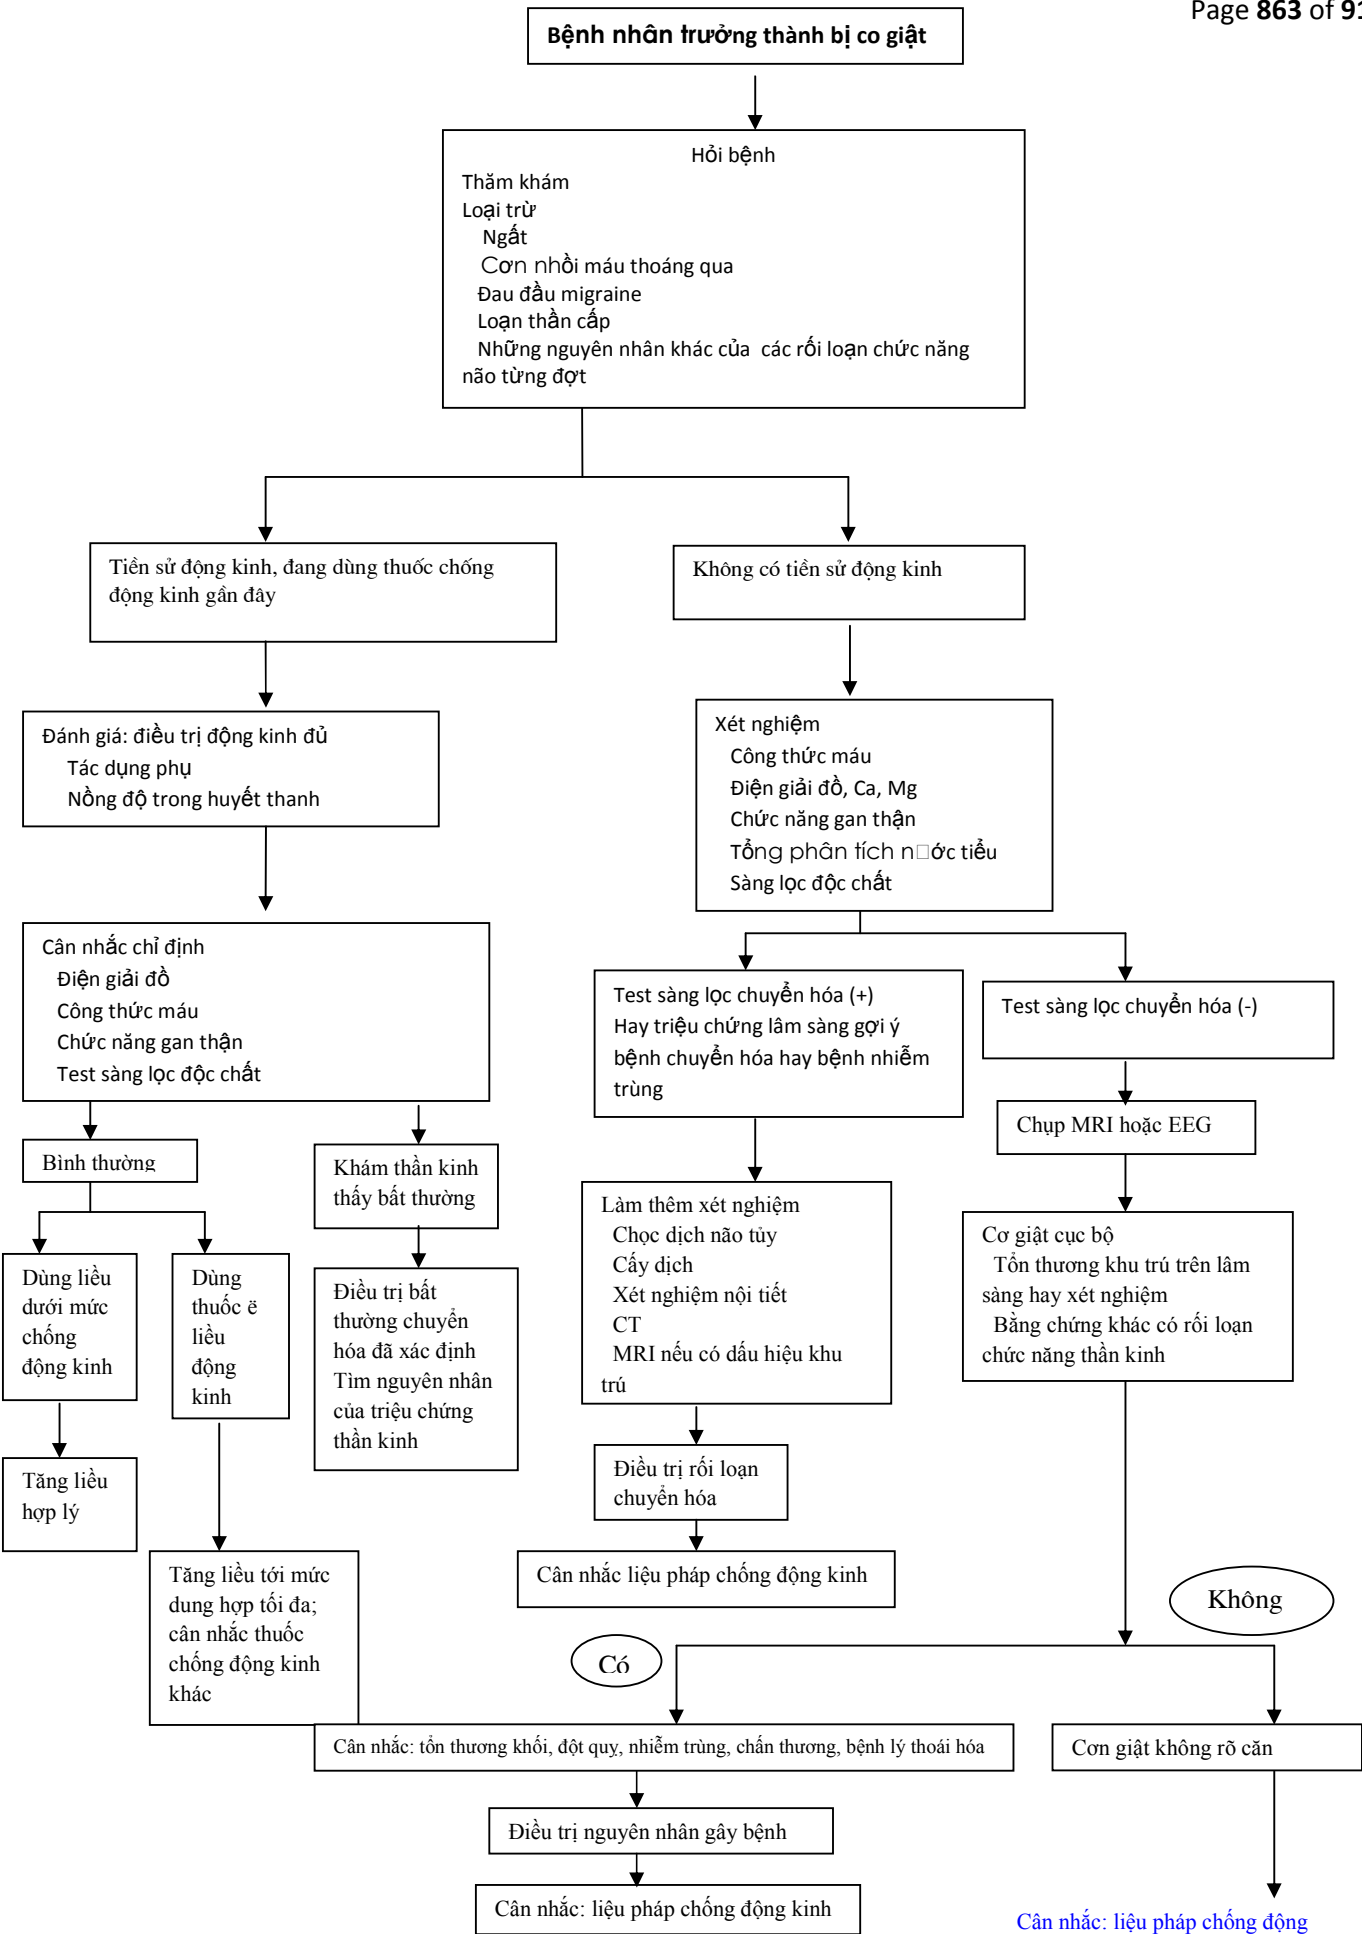 Page 863 of 91
Bệnh nhân trưởng thành bị co giật
Hỏi bệnh
Thăm khám
Loại trừ
Ngất
Cơn nhồi máu thoáng qua
Đau đầu migraine
Loạn thần cấp
Những nguyên nhân khác của các rối loạn chức năng
não từng đợt
Tiền sử động kinh, đang dùng thuốc chống
động kinh gần đây
Không có tiền sử động kinh
Đánh giá: điều trị động kinh đủ
Tác dụng phụ
Nồng độ trong huyết thanh
Xét nghiệm
Công thức máu
Điện giải đồ, Ca, Mg
Chức năng gan thận
Tổng phân tích n□ớc tiểu
Sàng lọc độc chất
Cân nhắc chỉ định
Điện giải đồ
Công thức máu
Chức năng gan thận
Test sàng lọc độc chất
Test sàng lọc chuyển hóa (+)
Hay triệu chứng lâm sàng gợi ý
bệnh chuyển hóa hay bệnh nhiễm
trùng
Test sàng lọc chuyển hóa (-)
Chụp MRI hoặc EEG
Bình thường
Khám thần kinh
thấy bất thường
Làm thêm xét nghiệm
Chọc dịch não tủy
Cấy dịch
Xét nghiệm nội tiết
CT
MRI nếu có dấu hiệu khu
trú
Cơ giật cục bộ
Tổn thương khu trú trên lâm
sàng hay xét nghiệm
Bằng chứng khác có rối loạn
chức năng thần kinh
Dùng liều
dưới mức
chống
động kinh
Dùng
thuốc ë
liều
động
kinh
Điều trị bất
thường chuyển
hóa đã xác định
Tìm nguyên nhân
của triệu chứng
thần kinh
Tăng liều
hợp lý
Điều trị rối loạn
chuyển hóa
Tăng liều tới mức
dung hợp tối đa;
cân nhắc thuốc
chống động kinh
khác
Cân nhắc liệu pháp chống động kinh
Không
Có
Cân nhắc: tổn thương khối, đột quỵ, nhiễm trùng, chấn thương, bệnh lý thoái hóa
Cơn giật không rõ căn
Điều trị nguyên nhân gây bệnh
Cân nhắc: liệu pháp chống động kinh
Cân nhắc: liệu pháp chống động